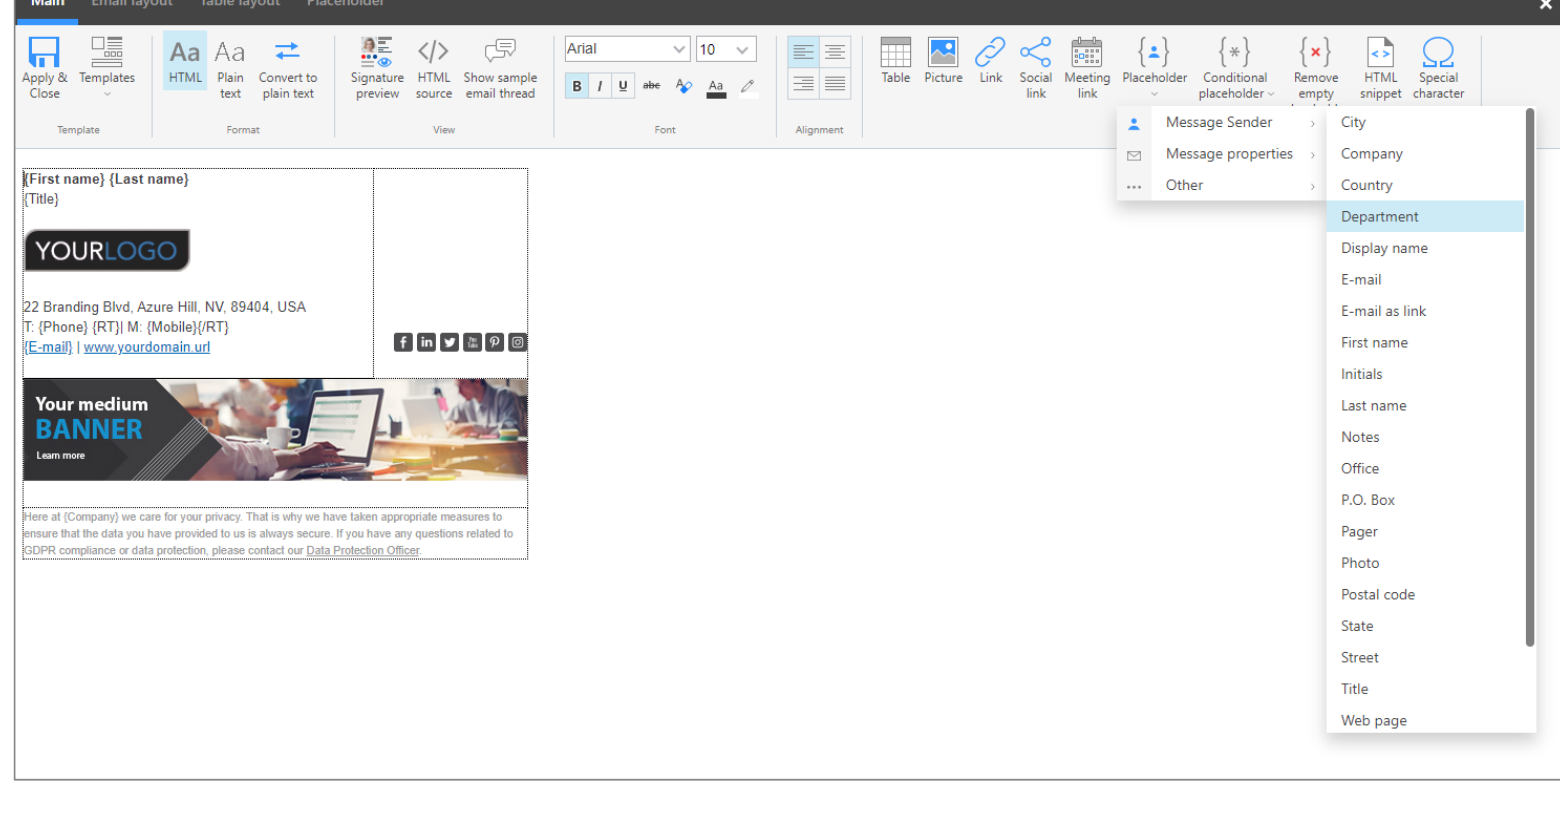 Main Email layout Table layout Placeholder
Apply & Close
Templates
HTML
Plain text
Convert to plain text
Signature preview
HTML source
Show sample email thread
Arial
10
B I U abc Aa
Table
Picture
Link
Social link
Meeting link
Placeholder
Conditional placeholder
Remove empty
HTML snippet
Special character
Template
Format
View
Font
Alignment
Message Sender
Message properties
Other
City
Company
Country
Department
Display name
E-mail
E-mail as link
First name
Initials
Last name
Notes
Office
P.O. Box
Pager
Photo
Postal code
State
Street
Title
Web page
{First name} {Last name}
{Title}
YOURLOGO
22 Branding Blvd, Azure Hill, NV, 89404, USA
T: {Phone} {RT}| M: {Mobile}{/RT}
{E-mail} | www.yourdomain.url
Your medium
BANNER
Learn more
Here at {Company} we care for your privacy. That is why we have taken appropriate measures to
ensure that the data you have provided to us is always secure. If you have any questions related to
GDPR compliance or data protection, please contact our Data Protection Officer.